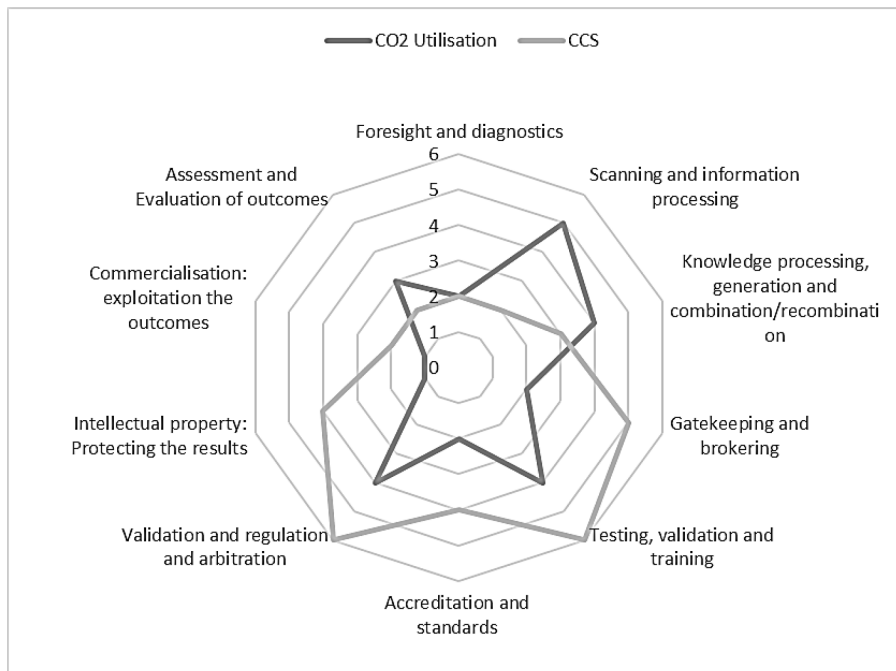 CO2 Utilisation CCS
Foresight and diagnostics
6
5
4
3
2
1
0
Scanning and information
processing
Knowledge processing,
generation and
combination/recombinati
on
Gatekeeping and
brokering
Testing, validation and
training
Accreditation and
standards
Validation and regulation
and arbitration
Intellectual property:
Protecting the results
Commercialisation:
exploitation the
outcomes
Assessment and
Evaluation of outcomes